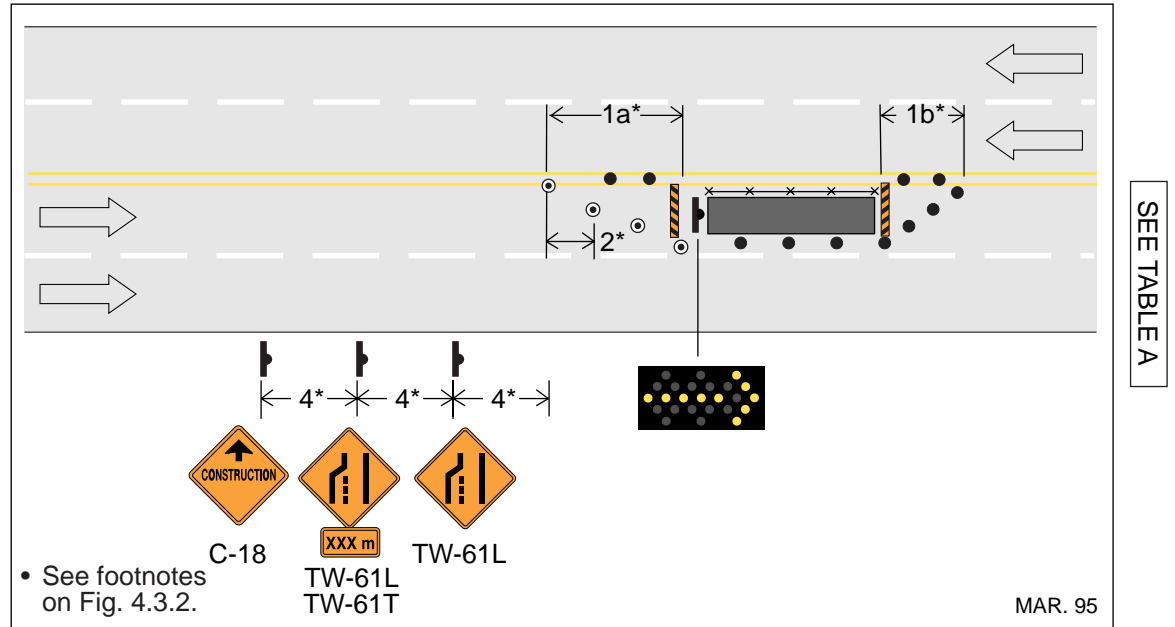 1a*
1b*
2*
4*
4*
4*
CONSTRUCTION
XXX m
C-18
TW-61L
TW-61T
TW-61L
• See footnotes
on Fig. 4.3.2.
MAR. 95
SEE TABLE A